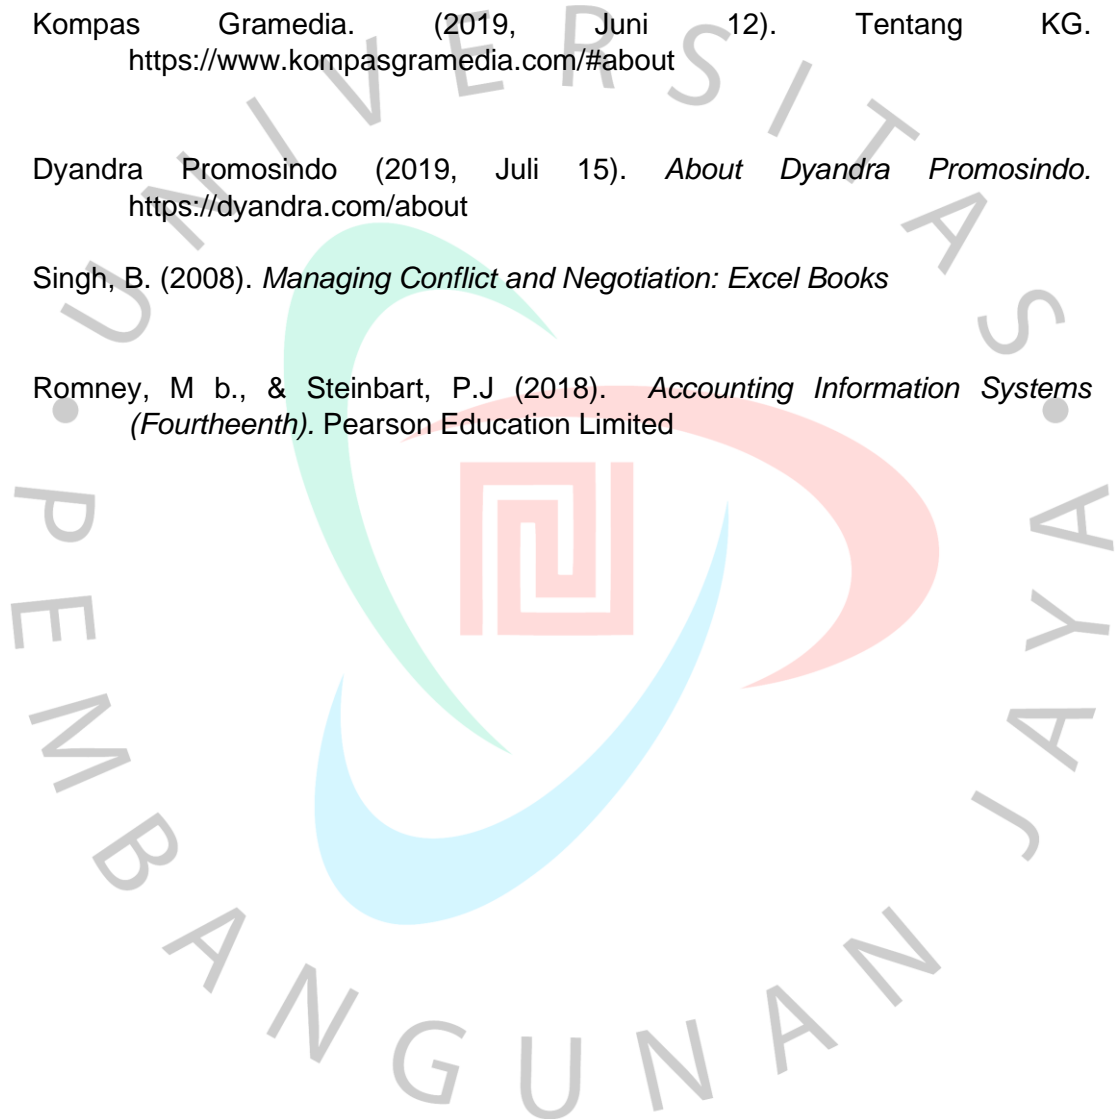 Kompas Gramedia. (2019, Juni 12). Tentang KG.
https://www.kompasgramedia.com/#about
Dyandra Promosindo (2019, Juli 15). About Dyandra Promosindo.
https://dyandra.com/about
Singh, B. (2008). Managing Conflict and Negotiation: Excel Books
Romney, M b., & Steinbart, P.J (2018). Accounting Information Systems
(Fourtheenth). Pearson Education Limited
UNIVERSITAS • PEMBANGUNAN JAYA •